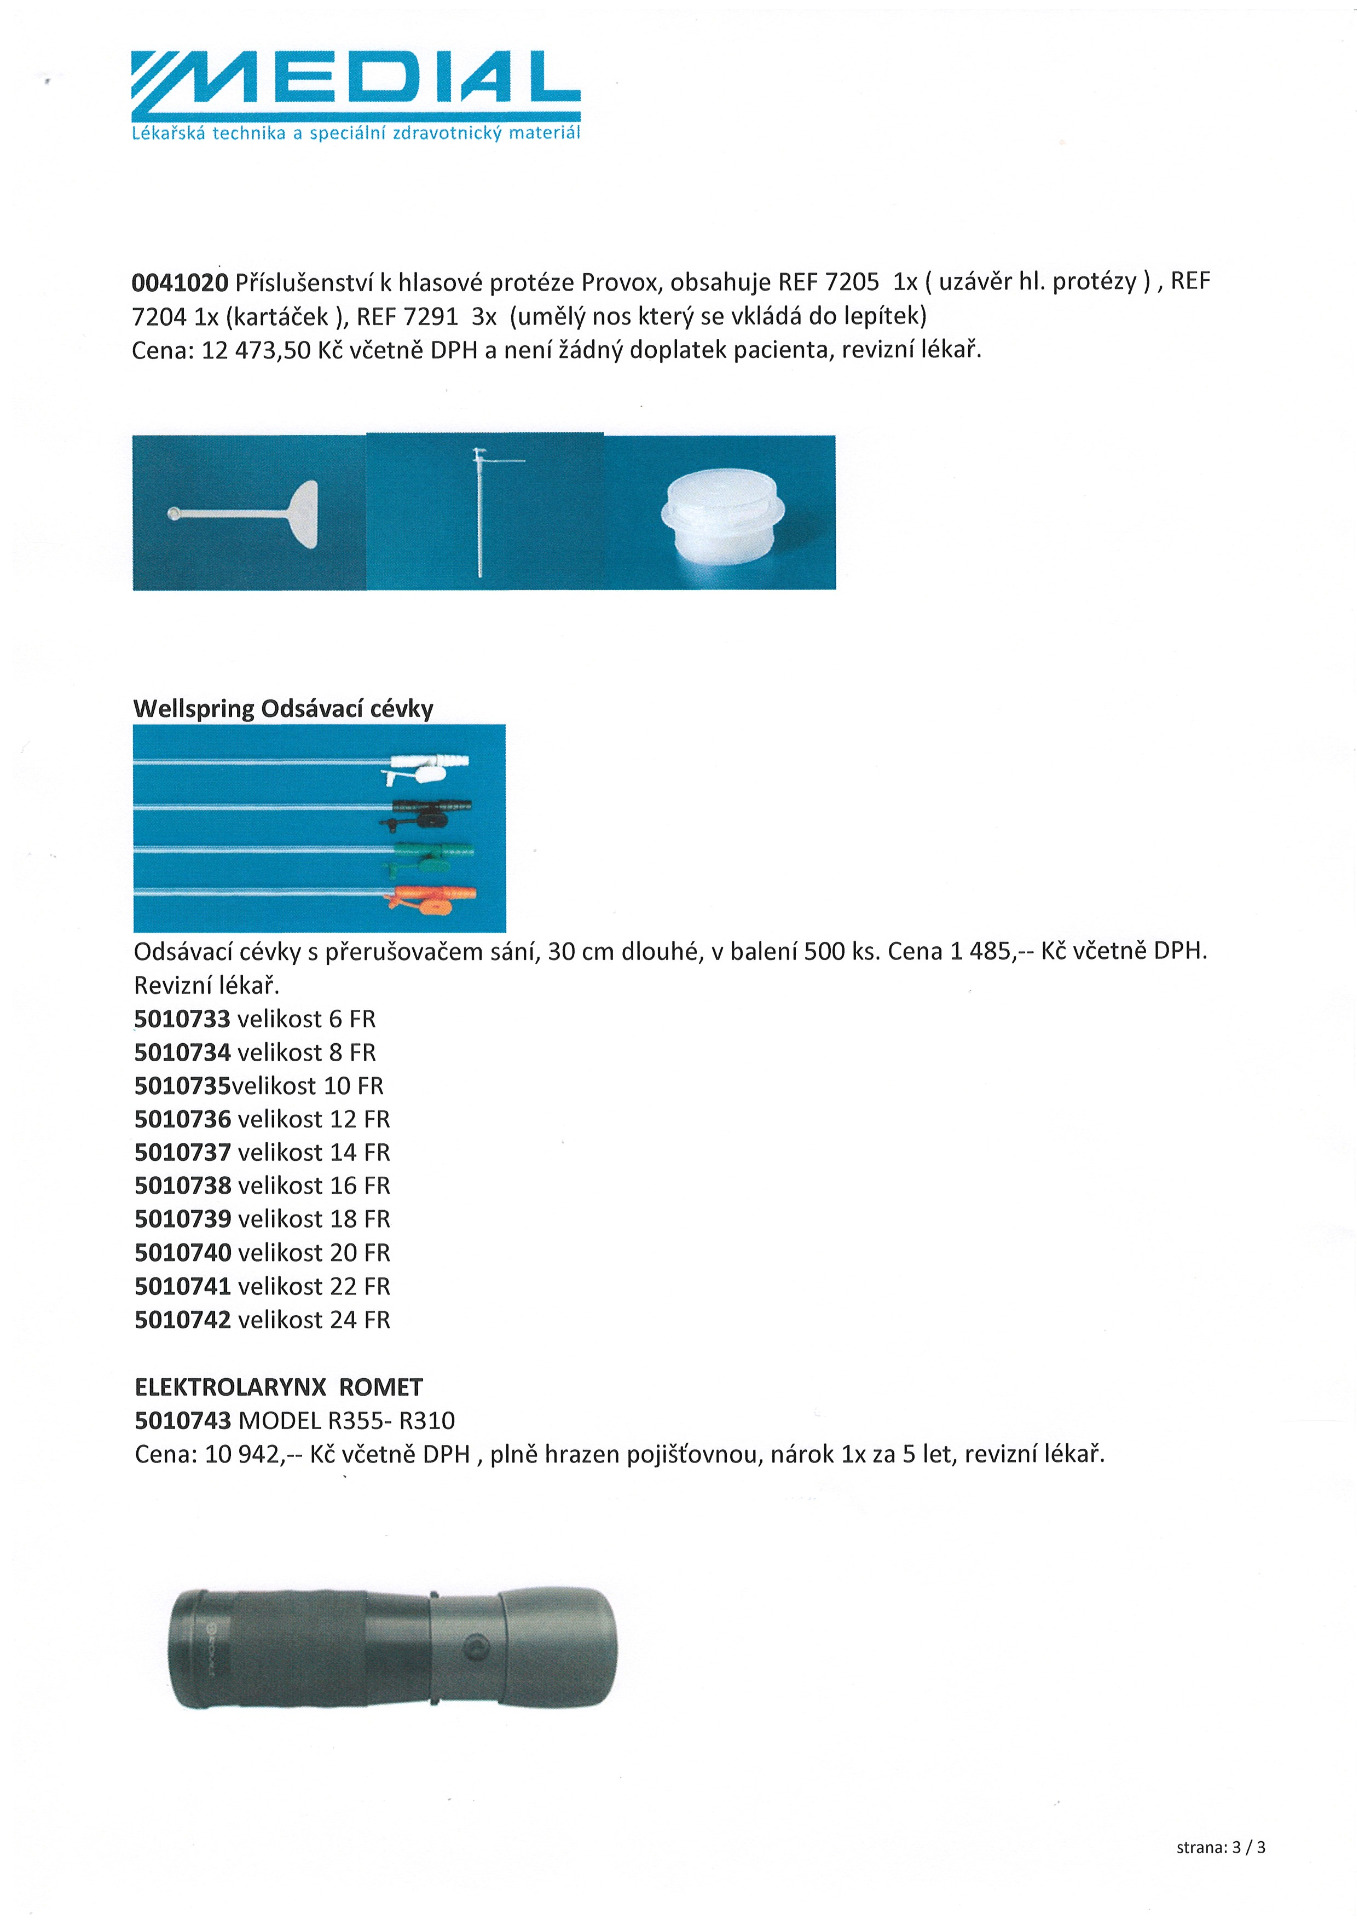 MEDIAL
Lékařská technika a speciální zdravotnický materiál
0041020 Příslušenství k hlasové protéze Provox, obsahuje REF 7205 1x ( uzávěr hl. protézy ) , REF
7204 1x (kartáček ), REF 7291 3x (umělý nos který se vkládá do lepítek)
Cena: 12 473,50 Kč včetně DPH a není žádný doplatek pacienta, revizní lékař.
Wellspring Odsávací cévky
Odsávací cévky s přerušovačem sání, 30 cm dlouhé, v balení 500 ks. Cena 1 485,-- Kč včetně DPH.
Revizní lékař.
5010733 velikost 6 FR
5010734 velikost 8 FR
5010735velikost 10 FR
5010736 velikost 12 FR
5010737 velikost 14 FR
5010738 velikost 16 FR
5010739 velikost 18 FR
5010740 velikost 20 FR
5010741 velikost 22 FR
5010742 velikost 24 FR
ELEKTROLARYNX ROMET
5010743 MODEL R355- R310
Cena: 10 942,-- Kč včetně DPH , plně hrazen pojišťovnou, nárok 1x za 5 let, revizní lékař.
ROMET
strana: 3 / 3